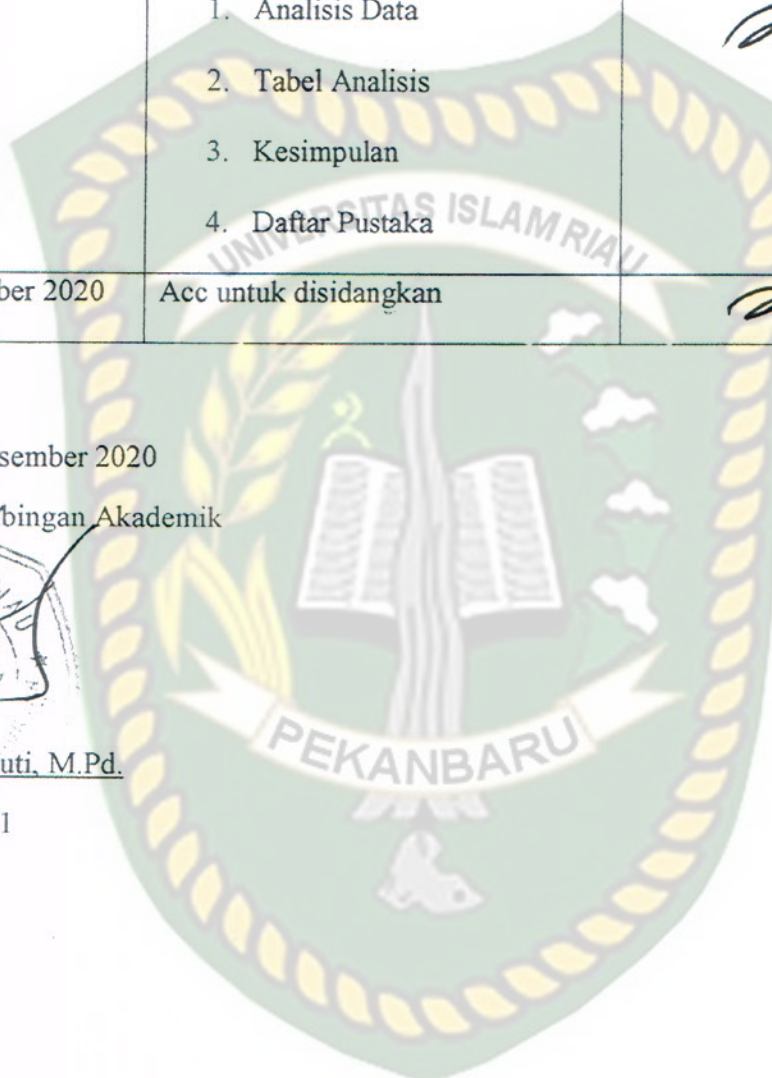 1. Analisis Data
2. Tabel Analisis
3. Kesimpulan
4. Daftar Pustaka
UNIVERSITAS ISLAM RIAU
ber 2020 Acc untuk disidangkan
sember 2020
bingan Akademik
PEKANBARU
uti, M.Pd.
1